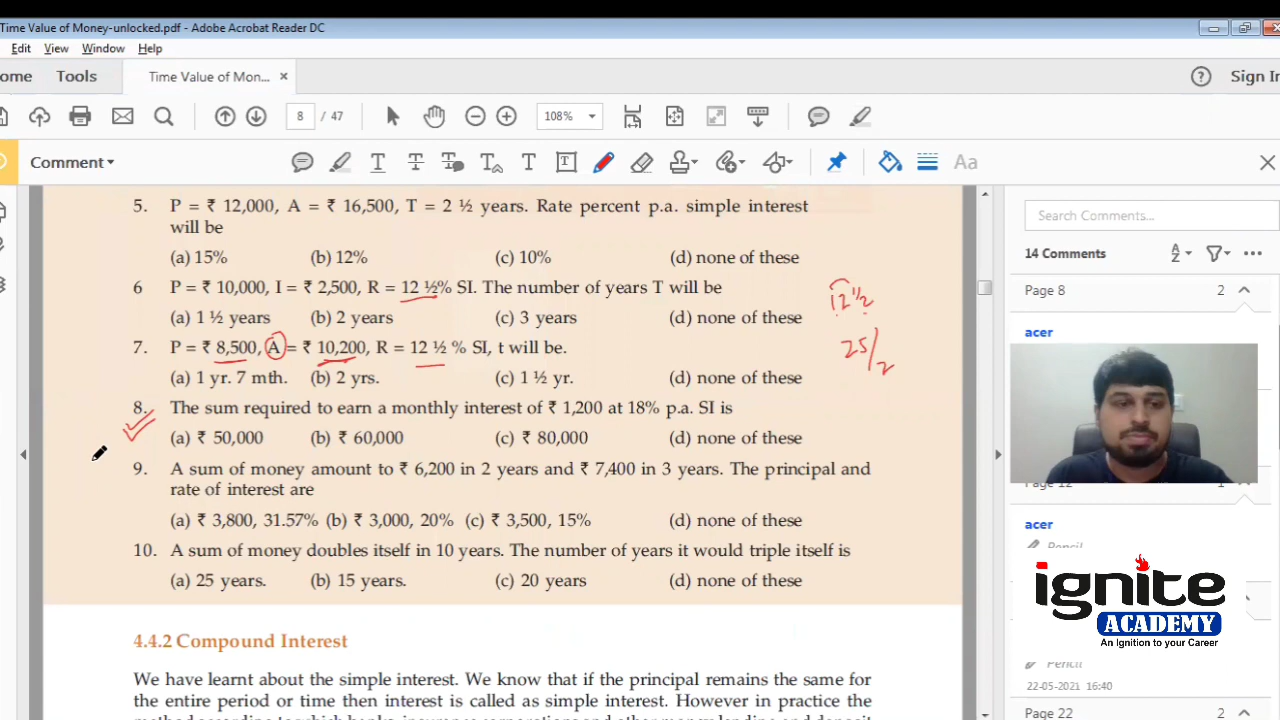 Time Value of Money-unlocked.pdf - Adobe Acrobat Reader DC
Edit View Window Help
ome Tools Time Value of Mon... × Sign In
8 / 47 108%
Comment Aa
5. P = ₹ 12,000, A = ₹ 16,500, T = 2 ½ years. Rate percent p.a. simple interest
will be
(a) 15% (b) 12% (c) 10% (d) none of these
6 P = ₹ 10,000, I = ₹ 2,500, R = 12 ½% SI. The number of years T will be
(a) 1 ½ years (b) 2 years (c) 3 years (d) none of these
7. P = ₹ 8,500, A = ₹ 10,200, R = 12 ½ % SI, t will be.
(a) 1 yr. 7 mth. (b) 2 yrs. (c) 1 ½ yr. (d) none of these
8. The sum required to earn a monthly interest of ₹ 1,200 at 18% p.a. SI is
(a) ₹ 50,000 (b) ₹ 60,000 (c) ₹ 80,000 (d) none of these
9. A sum of money amount to ₹ 6,200 in 2 years and ₹ 7,400 in 3 years. The principal and
rate of interest are
(a) ₹ 3,800, 31.57% (b) ₹ 3,000, 20% (c) ₹ 3,500, 15% (d) none of these
10. A sum of money doubles itself in 10 years. The number of years it would triple itself is
(a) 25 years. (b) 15 years. (c) 20 years (d) none of these
4.4.2 Compound Interest
We have learnt about the simple interest. We know that if the principal remains the same for
the entire period or time then interest is called as simple interest. However in practice the
12 ½
25/2
Search Comments...
14 Comments
Page 8 2
acer
Page 12 1
acer
Pencil
ignite
ACADEMY
An Ignition to your Career
Pencil
22-05-2021 16:40
Page 22 2